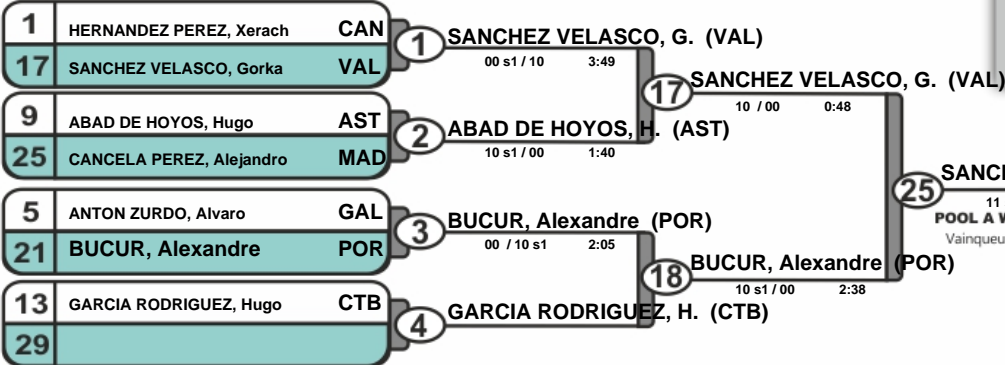 1 HERNANDEZ PEREZ, Xerach CAN
17 SANCHEZ VELASCO, Gorka VAL
1
SANCHEZ VELASCO, G. (VAL)
00 s1 / 10 3:49
9 ABAD DE HOYOS, Hugo AST
25 CANCELA PEREZ, Alejandro MAD
2
ABAD DE HOYOS, H. (AST)
10 s1 / 00 1:40
17
SANCHEZ VELASCO, G. (VAL)
10 / 00 0:48
5 ANTON ZURDO, Alvaro GAL
21 BUCUR, Alexandre POR
3
BUCUR, Alexandre (POR)
00 / 10 s1 2:05
13 GARCIA RODRIGUEZ, Hugo CTB
29
4
GARCIA RODRIGUEZ, H. (CTB)
18
BUCUR, Alexandre (POR)
10 s1 / 00 2:38
25
11
POOL A